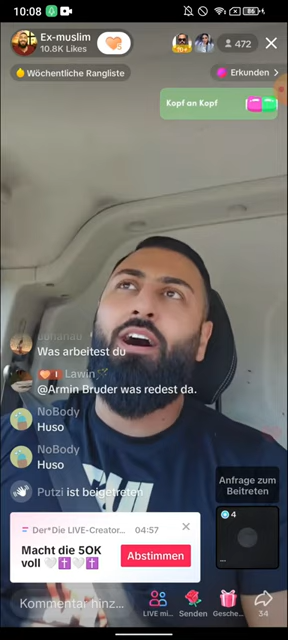 10:08
86
Ex-muslim
10.8K Likes
70+
472
Wöchentliche Rangliste
Erkunden >
Kopf an Kopf
Was arbeitest du
Lawin
@Armin Bruder was redest da.
NoBody
Huso
NoBody
Huso
Putzi ist beigetreten
Anfrage zum
Beitreten
4
Der*Die LIVE-Creator... 04:57
Macht die 50K
voll 🤍✝️🤍✝️
Abstimmen
Kommentar hinz...
LIVE mi...
Senden
Gesche...
34